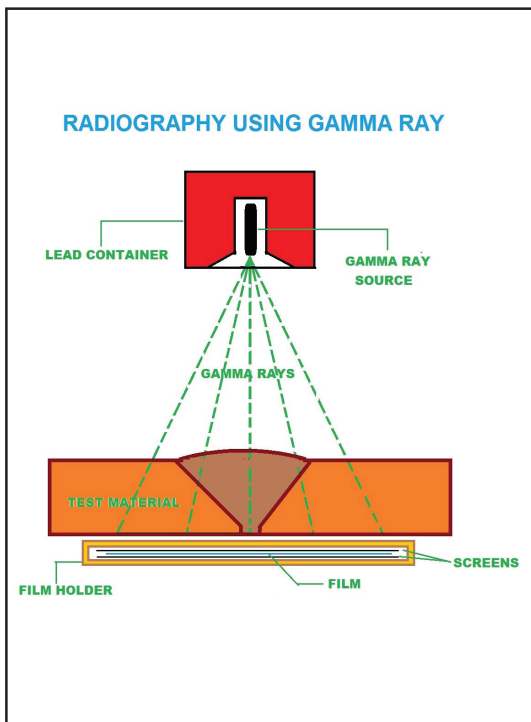 RADIOGRAPHY USING GAMMA RAY
LEAD CONTAINER
GAMMA RAY
SOURCE
GAMMA RAYS
TEST MATERIAL
SCREENS
FILM HOLDER
FILM